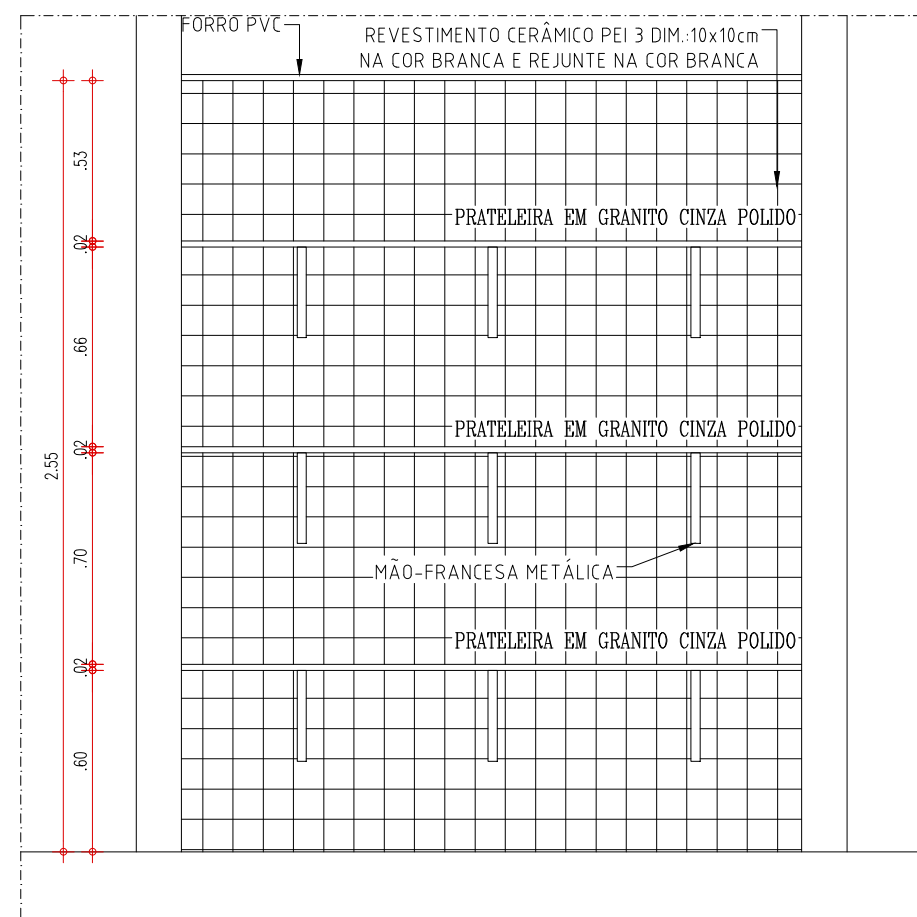 FORRO PVC
REVESTIMENTO CERÂMICO PEI 3 DIM.:10x10cm
NA COR BRANCA E REJUNTE NA COR BRANCA
.53
PRATELEIRA EM GRANITO CINZA POLIDO
.02
.66
PRATELEIRA EM GRANITO CINZA POLIDO
.02
2.55
.70
MÃO-FRANCESA METÁLICA
PRATELEIRA EM GRANITO CINZA POLIDO
.02
.60